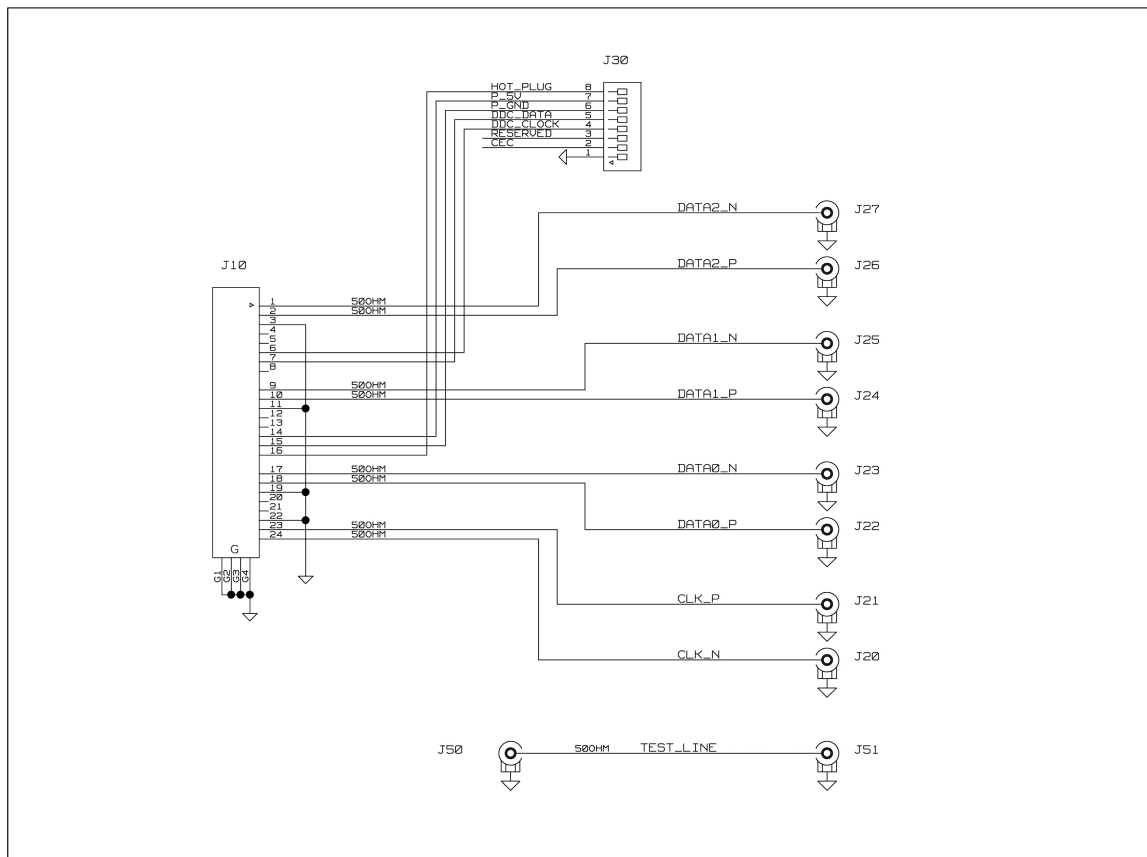 J30
HOT_PLUG 8
P_5V 7
P_GND 6
DDC_DATA 5
DDC_CLOCK 4
RESERVED 3
CEC 2
1
DATA2_N J27
DATA2_P J26
J10
1 50OHM
2 50OHM
3
4
5
6
7
8
DATA1_N J25
9 50OHM
10 50OHM
DATA1_P J24
11
12
13
14
15
16
17 50OHM
DATA0_N J23
18 50OHM
19
20
21
22
23 50OHM
DATA0_P J22
24 50OHM
G
G1 G2 G3 G4
CLK_P J21
CLK_N J20
J50 50OHM TEST_LINE J51